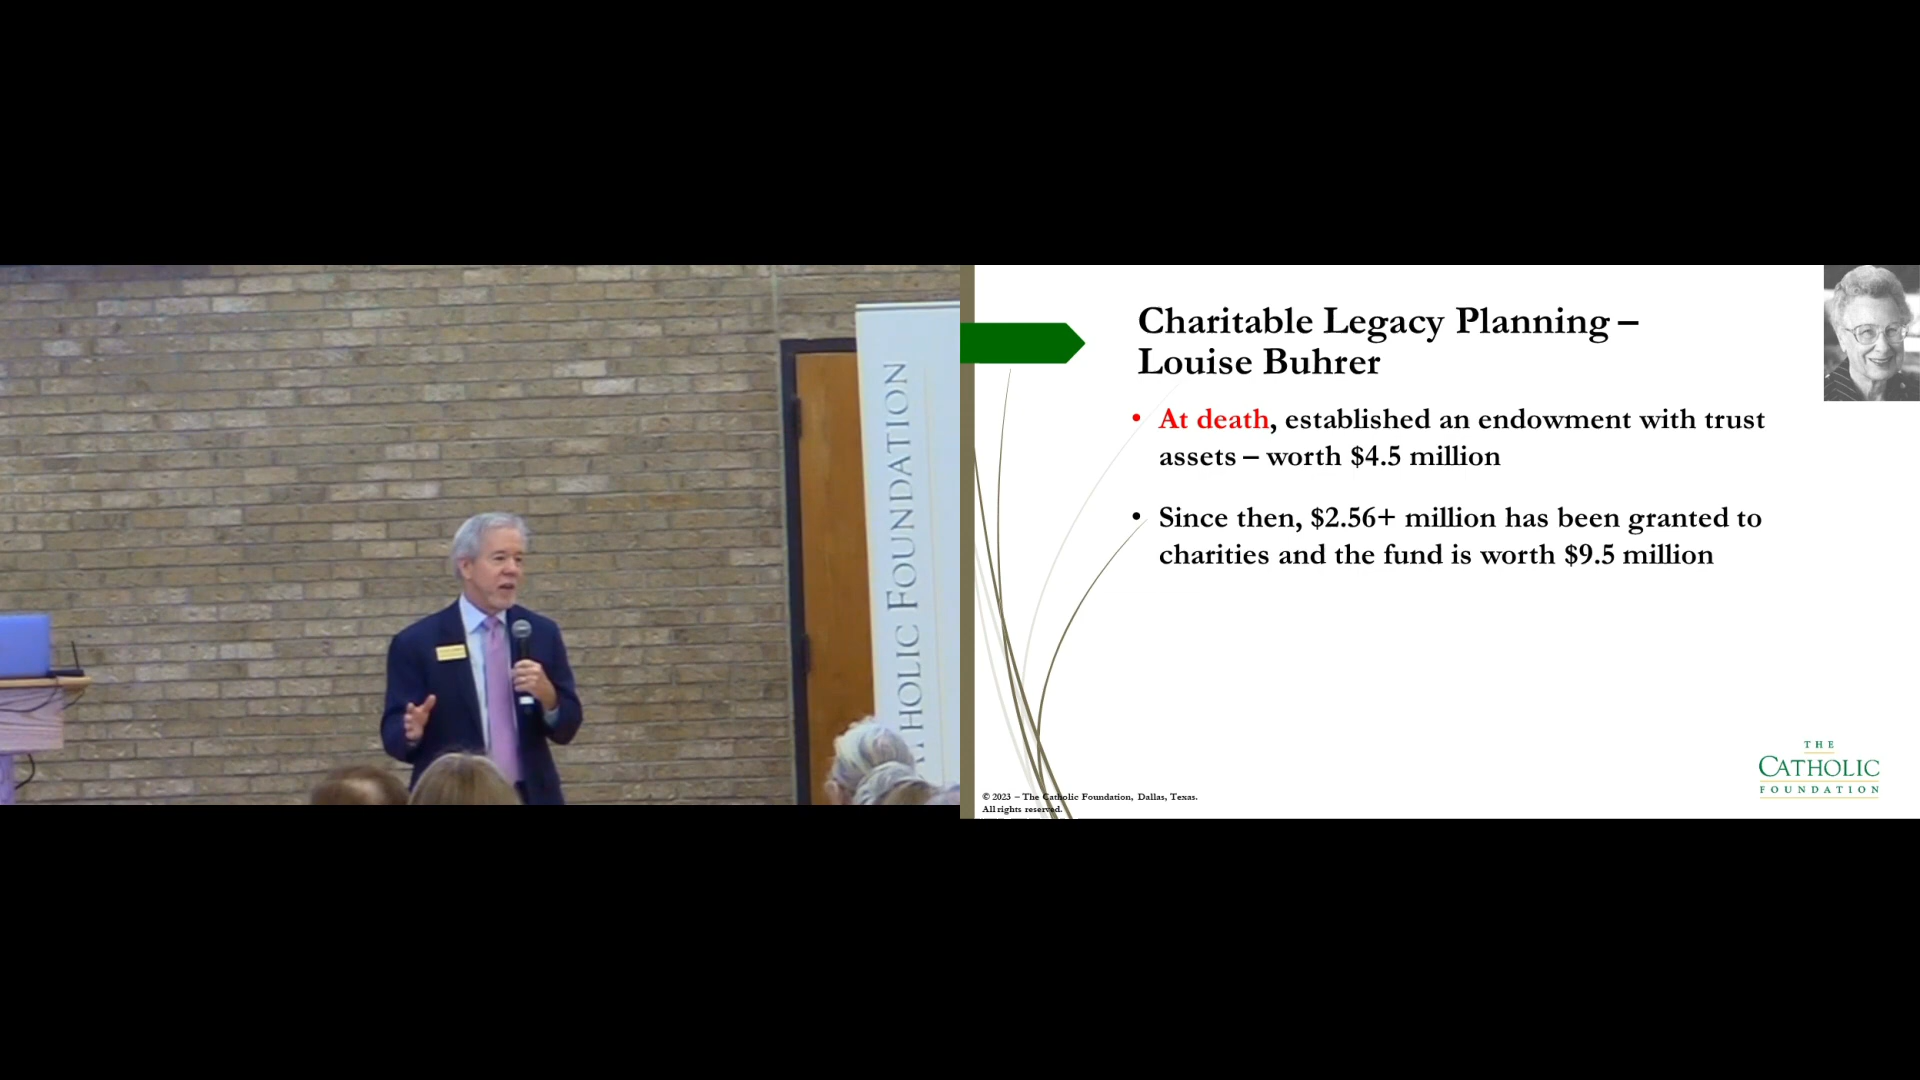 HOLIC FOUNDATION
Charitable Legacy Planning –
Louise Buhrer
• At death, established an endowment with trust
assets – worth $4.5 million
• Since then, $2.56+ million has been granted to
charities and the fund is worth $9.5 million
THE
CATHOLIC
FOUNDATION
© 2023 – The Catholic Foundation, Dallas, Texas.
All rights reserved.